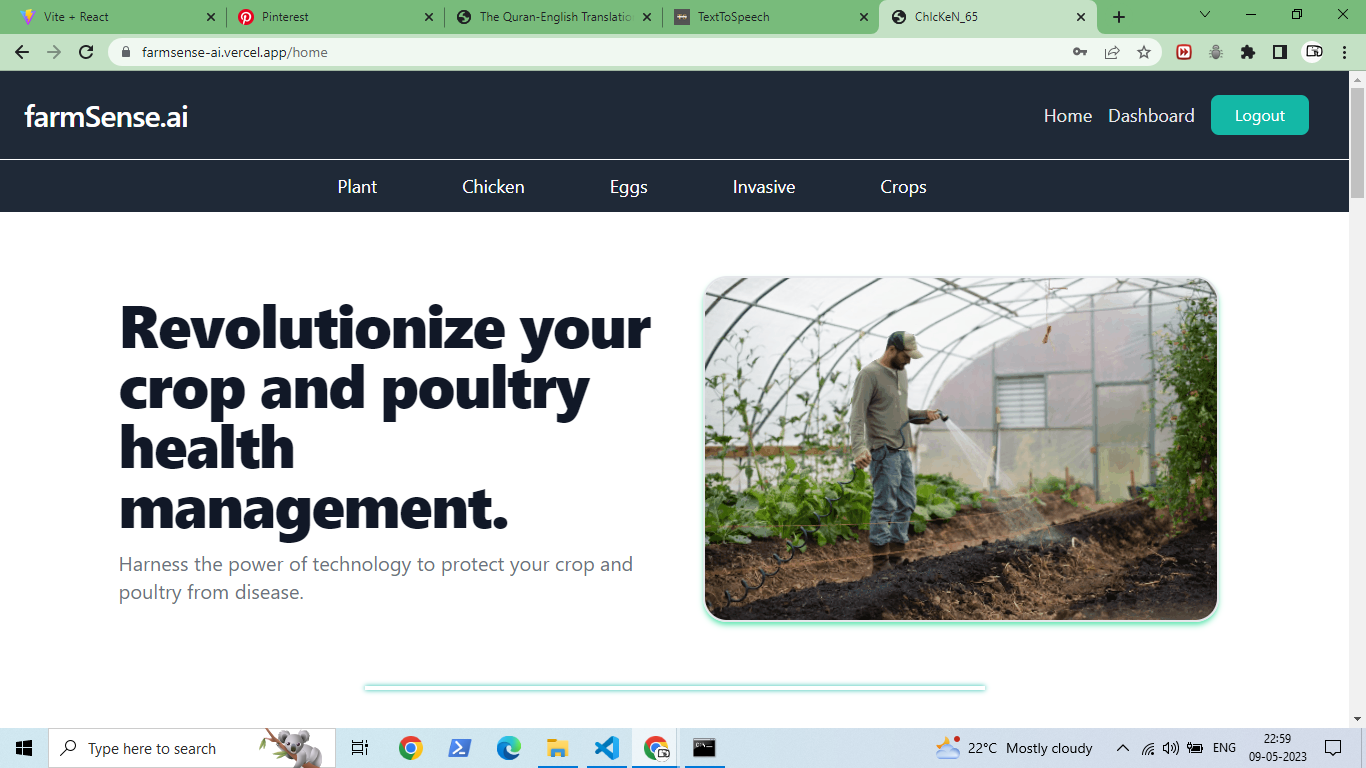 Vite + React
Pinterest
The Quran-English Translatio
TextToSpeech
ChIcKeN_65
farmsense-ai.vercel.app/home
farmSense.ai
Home Dashboard Logout
Plant Chicken Eggs Invasive Crops
Revolutionize your
crop and poultry
health
management.
Harness the power of technology to protect your crop and
poultry from disease.
Type here to search
22°C Mostly cloudy
ENG
22:59
09-05-2023